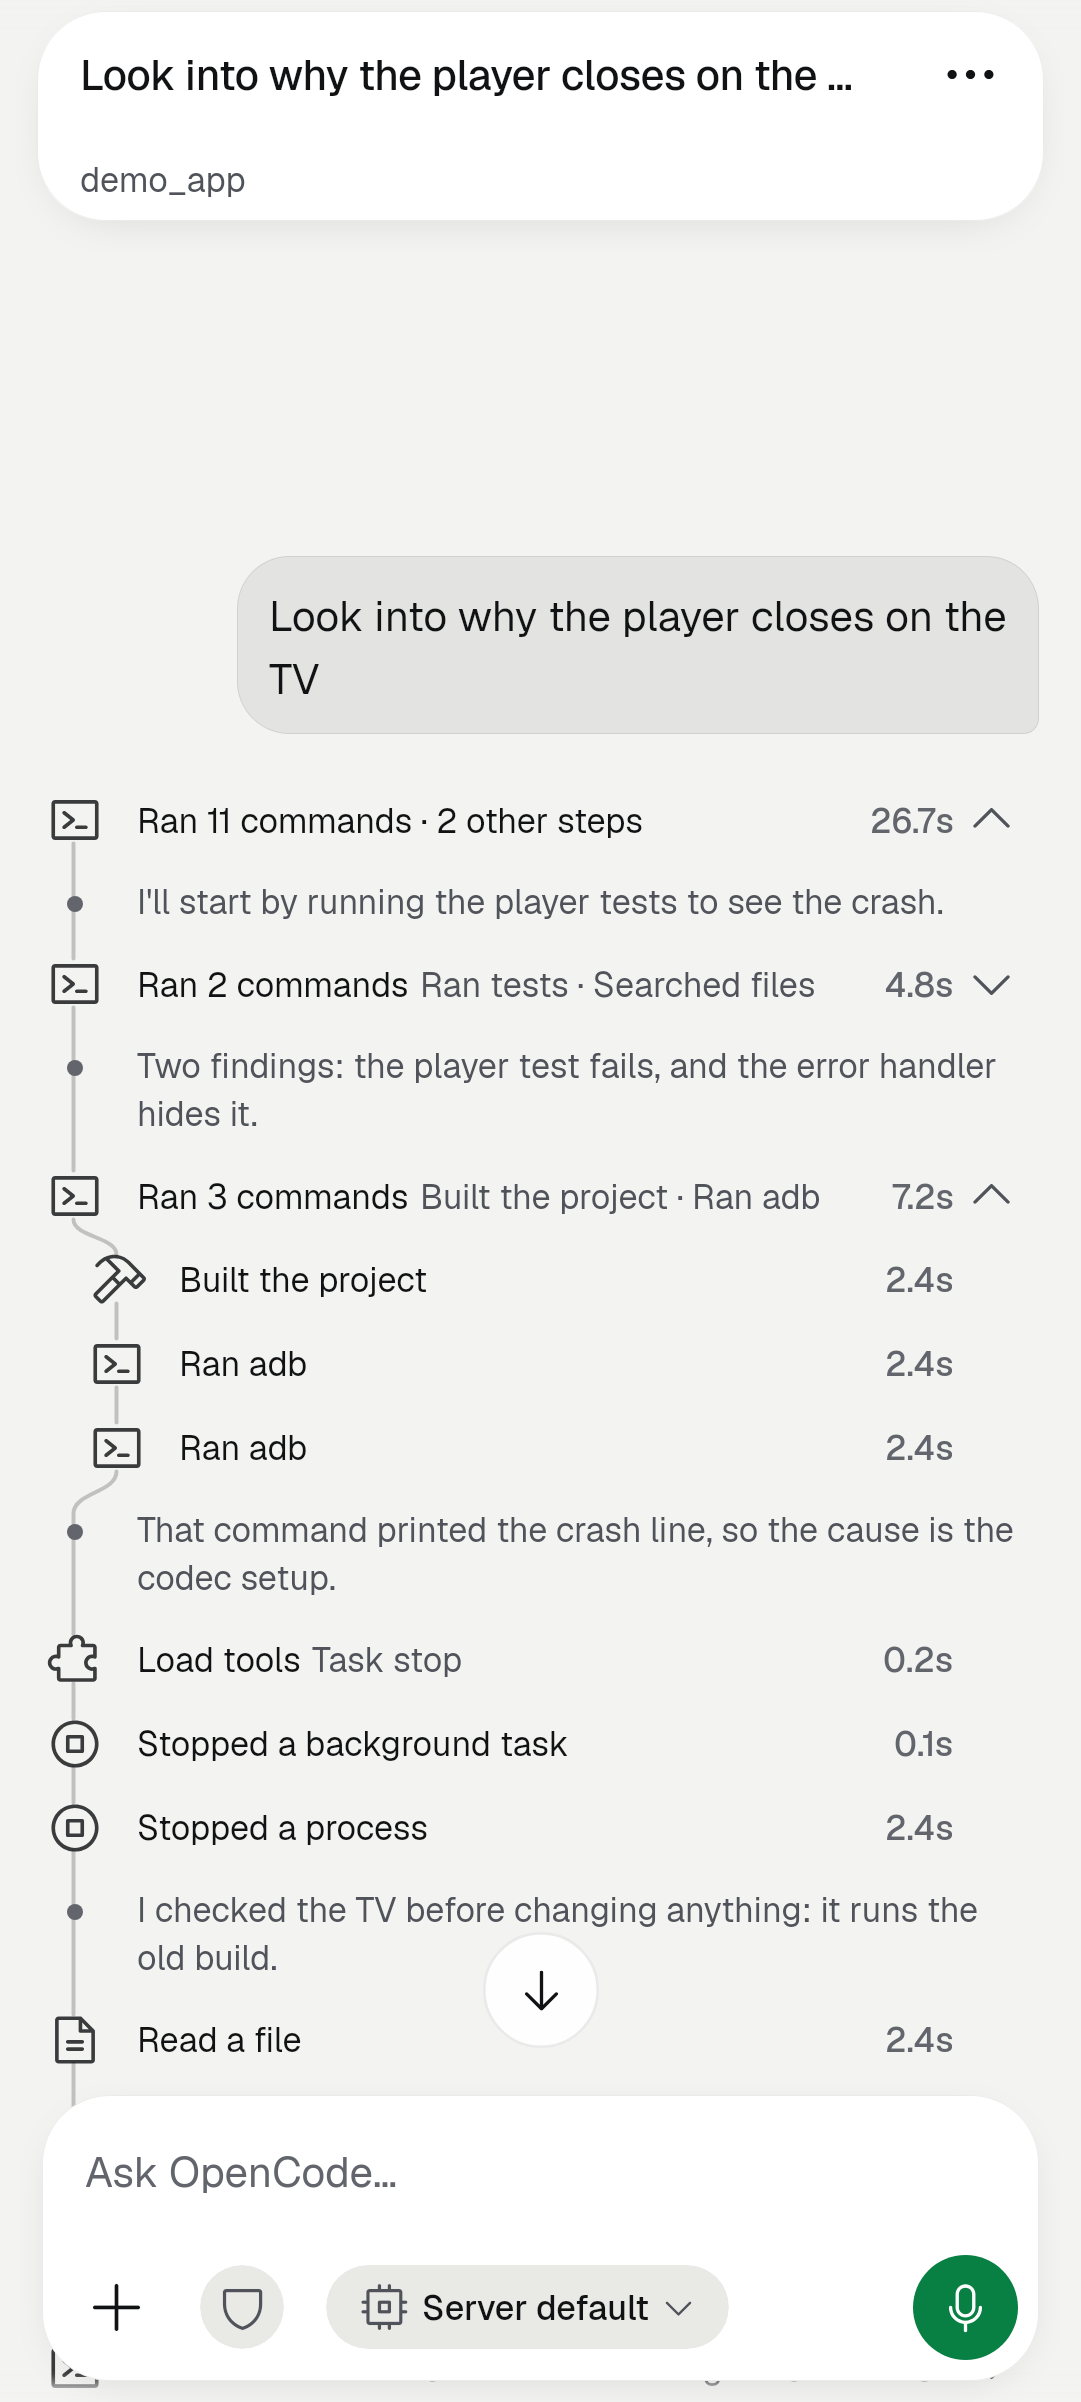 Look into why the player closes on the ...
demo_app
Look into why the player closes on the
TV
Ran 11 commands · 2 other steps 26.7s
I'll start by running the player tests to see the crash.
Ran 2 commands Ran tests · Searched files 4.8s
Two findings: the player test fails, and the error handler
hides it.
Ran 3 commands Built the project · Ran adb 7.2s
Built the project 2.4s
Ran adb 2.4s
Ran adb 2.4s
That command printed the crash line, so the cause is the
codec setup.
Load tools Task stop 0.2s
Stopped a background task 0.1s
Stopped a process 2.4s
I checked the TV before changing anything: it runs the
old build.
Read a file 2.4s
Ask OpenCode...
Server default